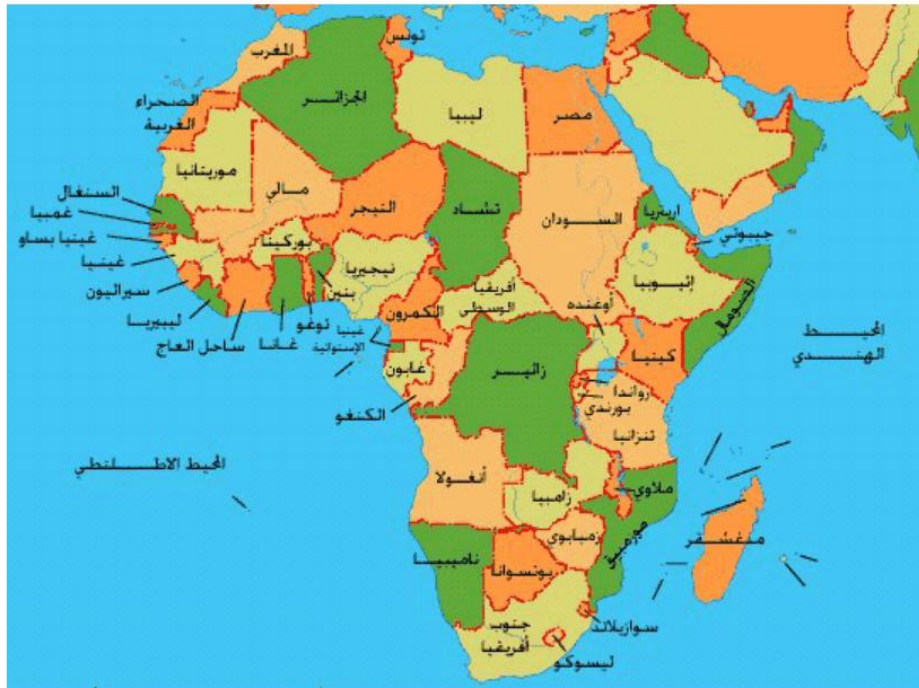 تونس
المغرب
الجزائر
ليبيا
مصر
الصحراء
الغربية
موريتانيا
مالي
النيجر
تشاد
السودان
اريتريا
جيبوتي
السنغال
غمبيا
غينيا بساو
غينيا
سيراليون
ليبيريا
ساحل العاج
غانا
توغو
بنين
بوركينا
نيجيريا
الكمرون
أفريقيا
الوسطى
إثيوبيا
الصومال
أوغنده
كينيا
غينيا
الإستوائية
غابون
الكنغو
زائير
رواندا
بورندي
تنزانيا
المحيط
الهندي
المحيط الاطلنطي
أنغولا
زامبيا
ملاوي
موزمبيق
زمبابوي
مدغشقر
ناميبيا
بوتسوانا
جنوب
أفريقيا
سوازيلاند
ليسوكو